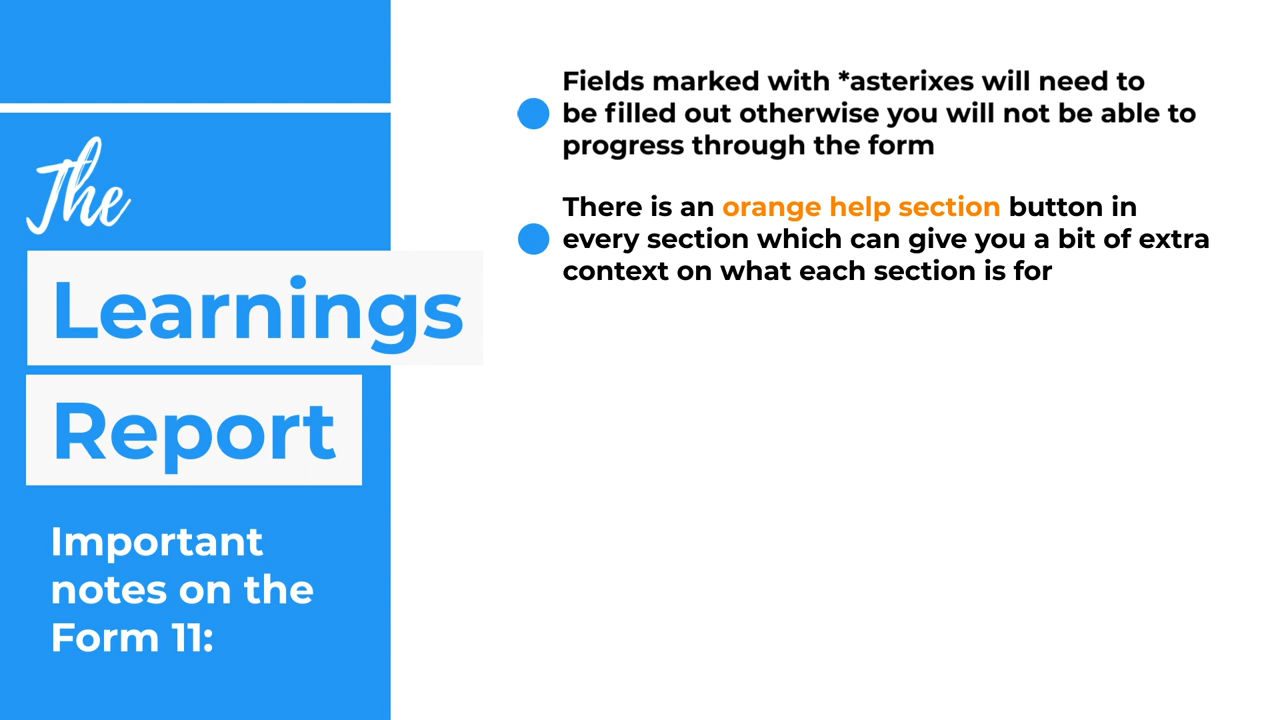 The
Learnings
Report
Important
notes on the
Form 11:
Fields marked with *asterixes will need to
be filled out otherwise you will not be able to
progress through the form
There is an orange help section button in
every section which can give you a bit of extra
context on what each section is for